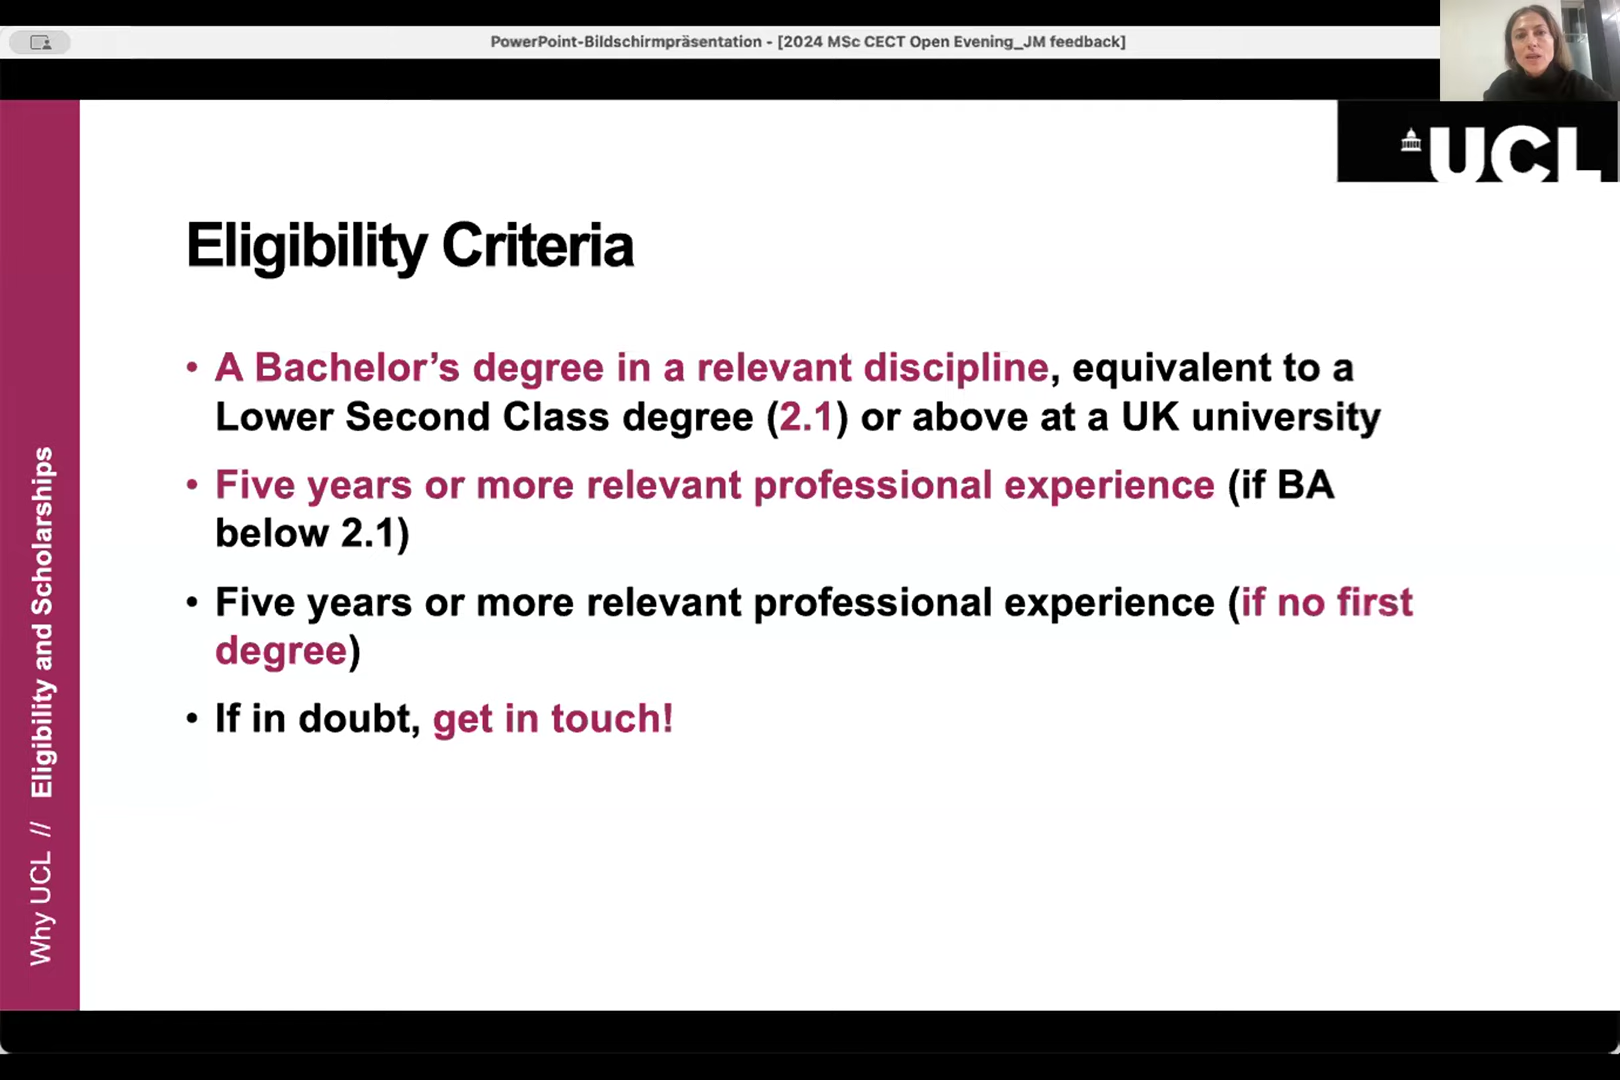 PowerPoint-Bildschirmpräsentation - [2024 MSc CECT Open Evening_JM feedback]
UCL
Eligibility Criteria
• A Bachelor’s degree in a relevant discipline, equivalent to a
Lower Second Class degree (2.1) or above at a UK university
• Five years or more relevant professional experience (if BA
below 2.1)
• Five years or more relevant professional experience (if no first
degree)
• If in doubt, get in touch!
Why UCL // Eligibility and Scholarships